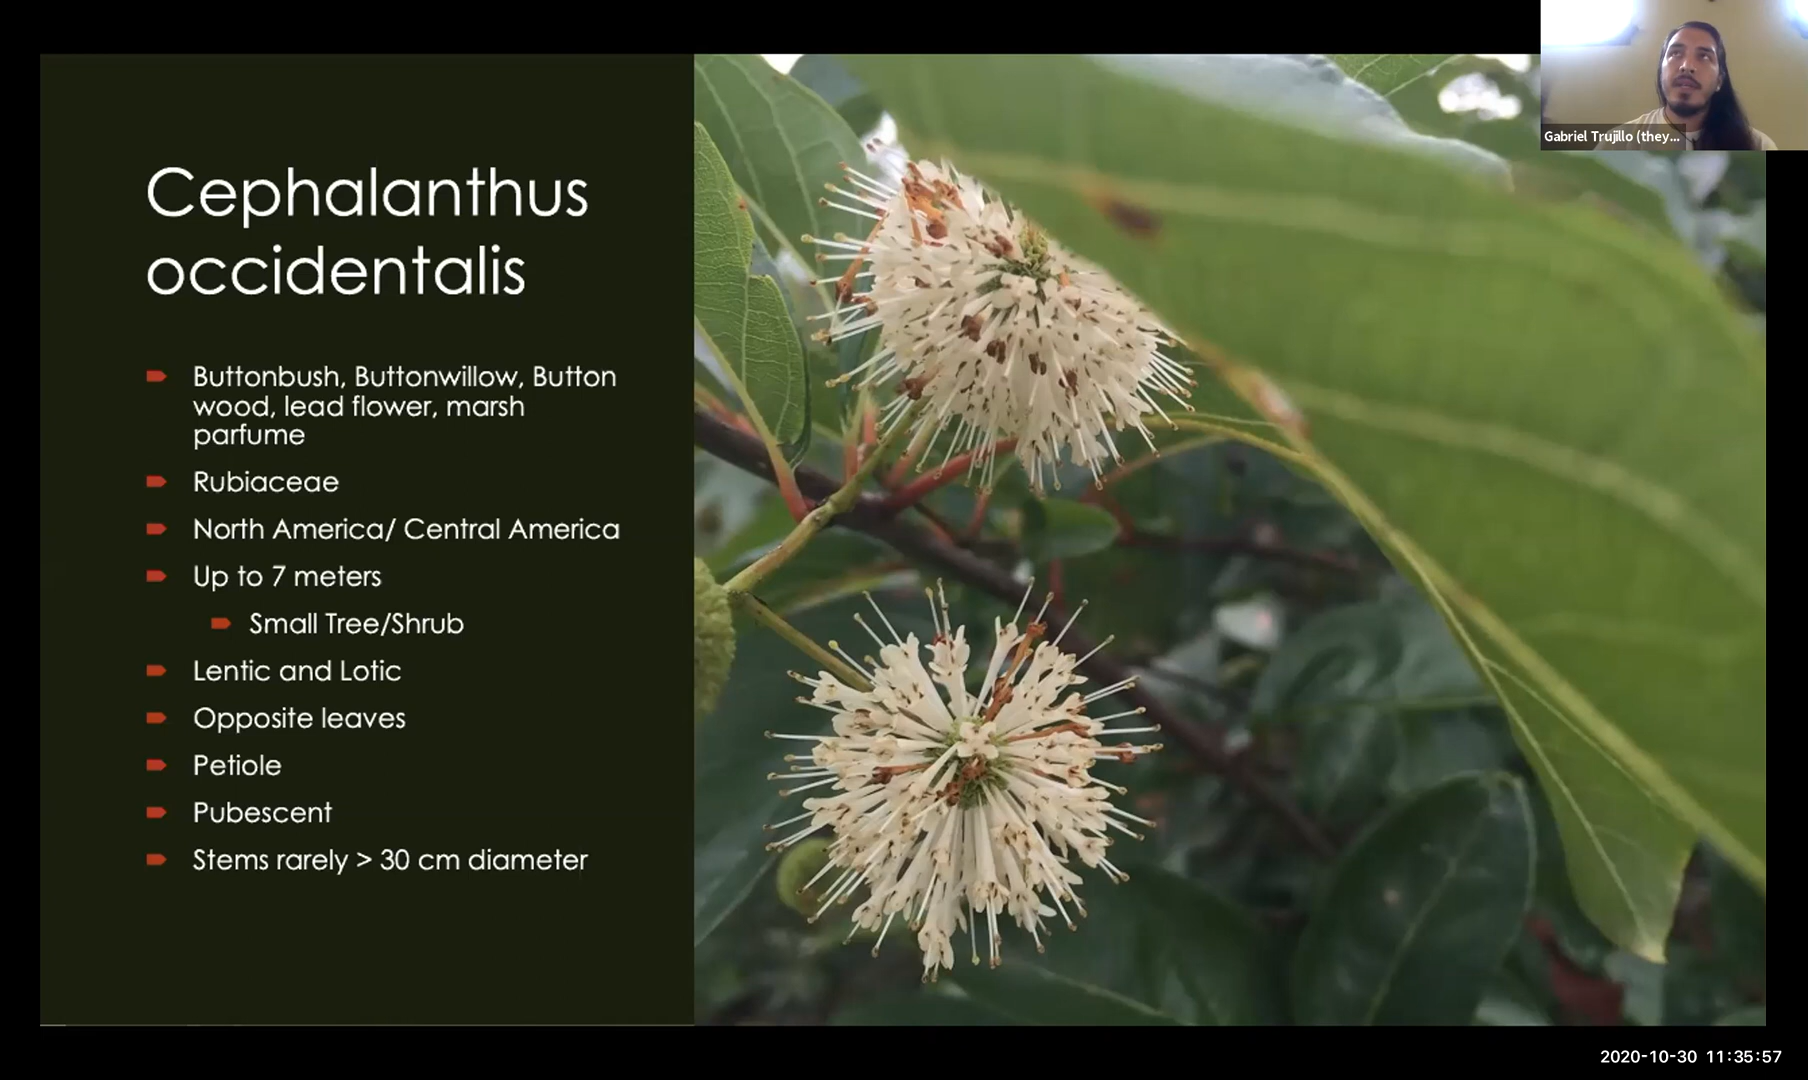 Gabriel Trujillo (they...
Cephalanthus
occidentalis
Buttonbush, Buttonwillow, Button
wood, lead flower, marsh
parfume
Rubiaceae
North America/ Central America
Up to 7 meters
Small Tree/Shrub
Lentic and Lotic
Opposite leaves
Petiole
Pubescent
Stems rarely > 30 cm diameter
2020-10-30 11:35:57